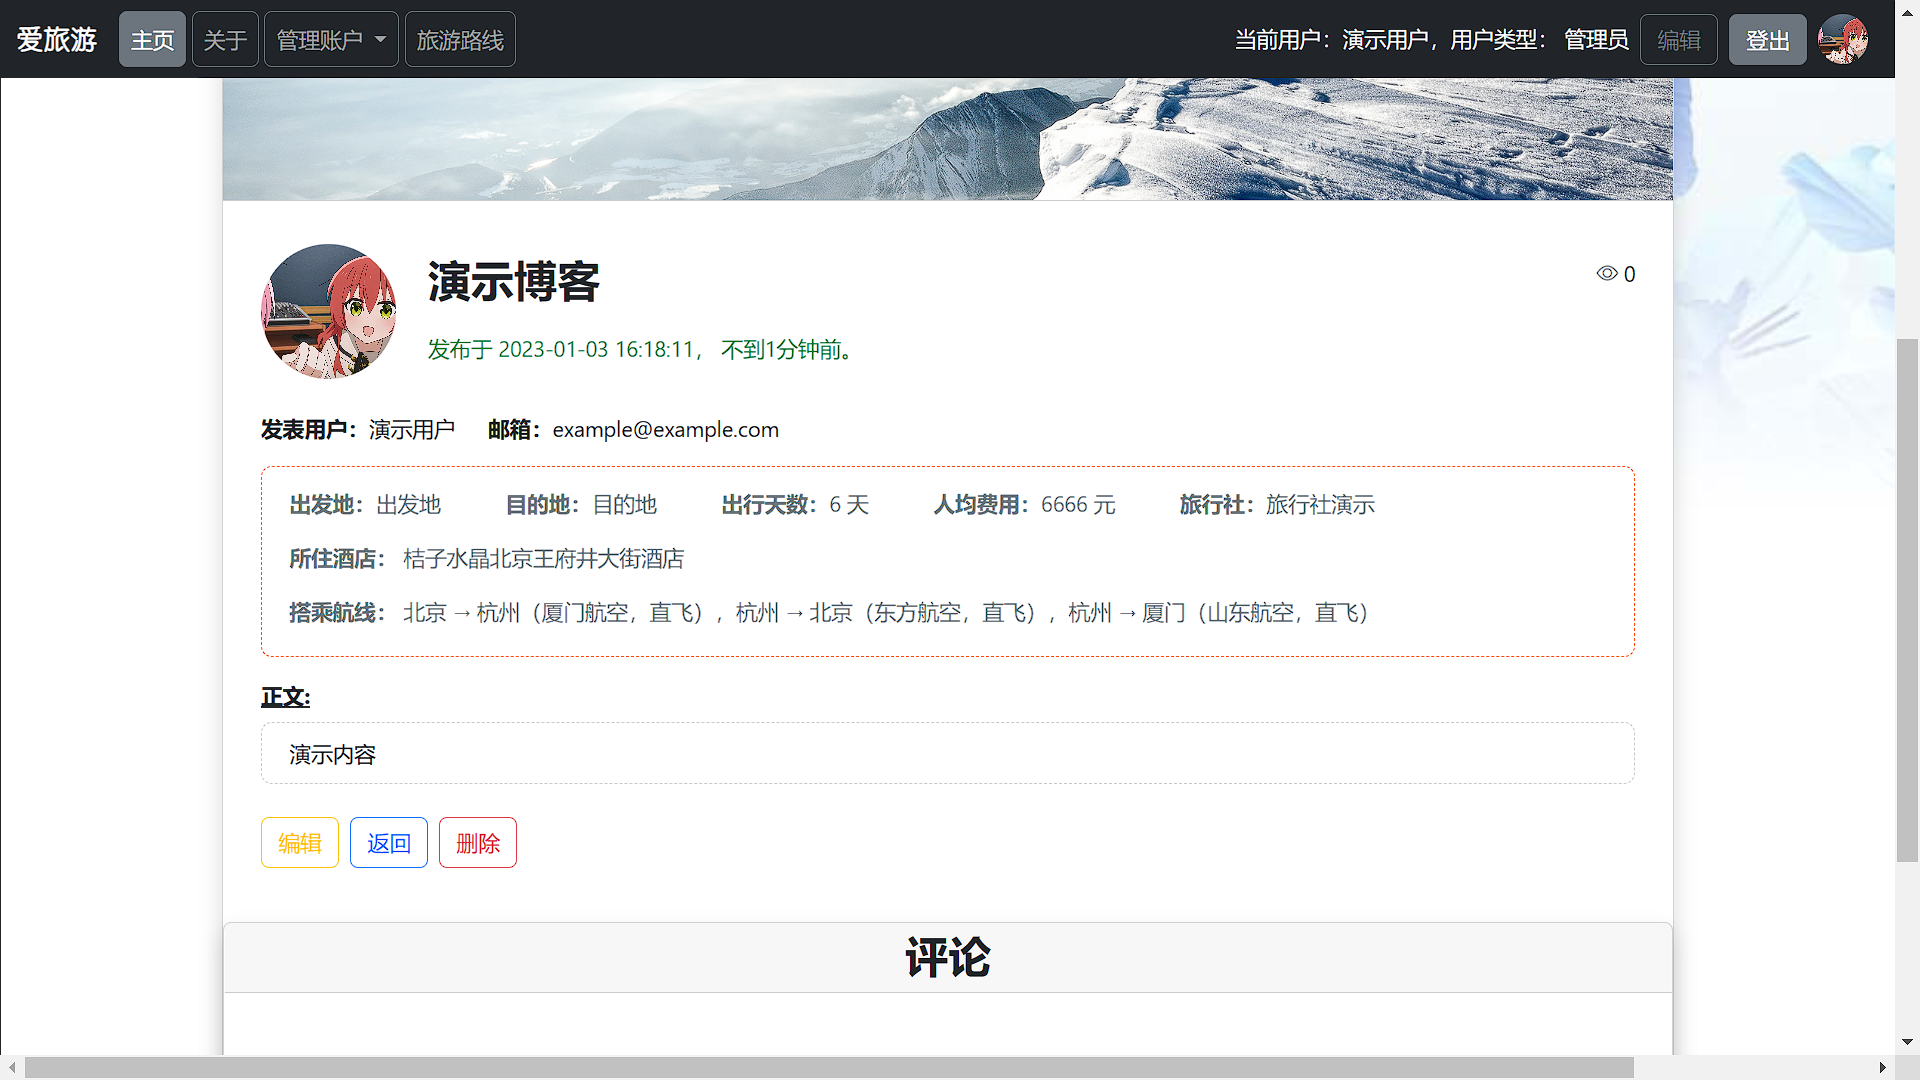 爱旅游 主页 关于 管理账户 旅游路线 当前用户：演示用户，用户类型： 管理员 编辑 登出
演示博客 0
发布于 2023-01-03 16:18:11， 不到1分钟前。
发表用户：演示用户 邮箱：example@example.com
出发地：出发地 目的地：目的地 出行天数：6 天 人均费用：6666 元 旅行社：旅行社演示
所住酒店： 桔子水晶北京王府井大街酒店
搭乘航线： 北京 → 杭州（厦门航空，直飞），杭州 → 北京（东方航空，直飞），杭州 → 厦门（山东航空，直飞）
正文:
演示内容
编辑 返回 删除
评论